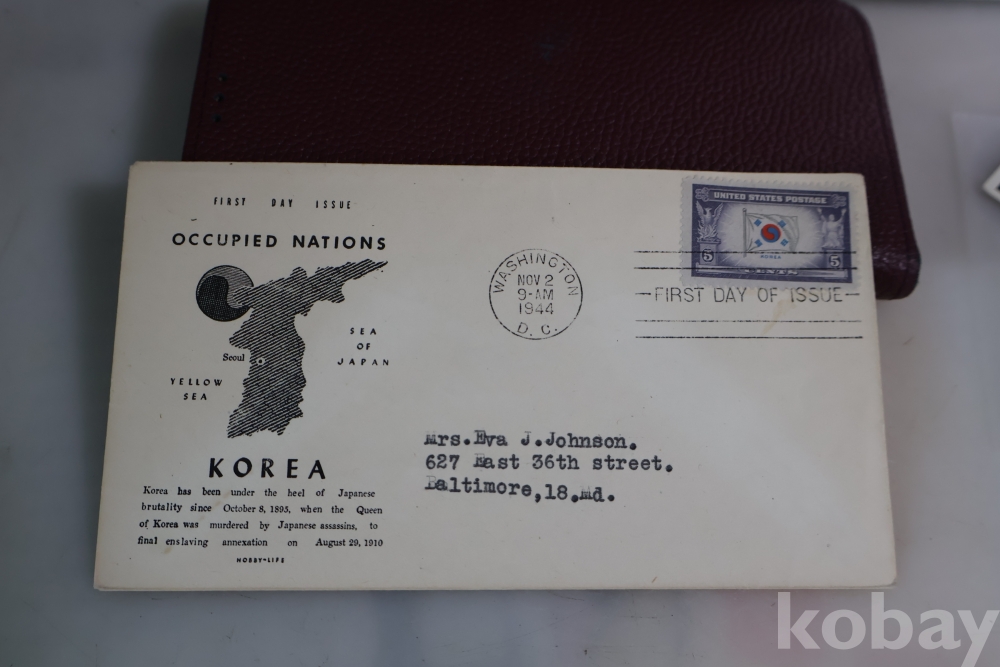 FIRST DAY ISSUE
OCCUPIED NATIONS
Seoul
SEA
OF
JAPAN
YELLOW
SEA
KOREA
Korea has been under the heel of Japanese
brutality since October 8, 1895, when the Queen
of Korea was murdered by Japanese assassins, to
final enslaving annexation on August 29, 1910
HOBBY-LIFE
WASHINGTON
NOV 2
9-AM
1944
D. C.
UNITED STATES POSTAGE
KOREA
5 CENTS 5
FIRST DAY OF ISSUE
Mrs.Eva J.Johnson.
627 East 36th street.
Baltimore,18.Md.
kobay